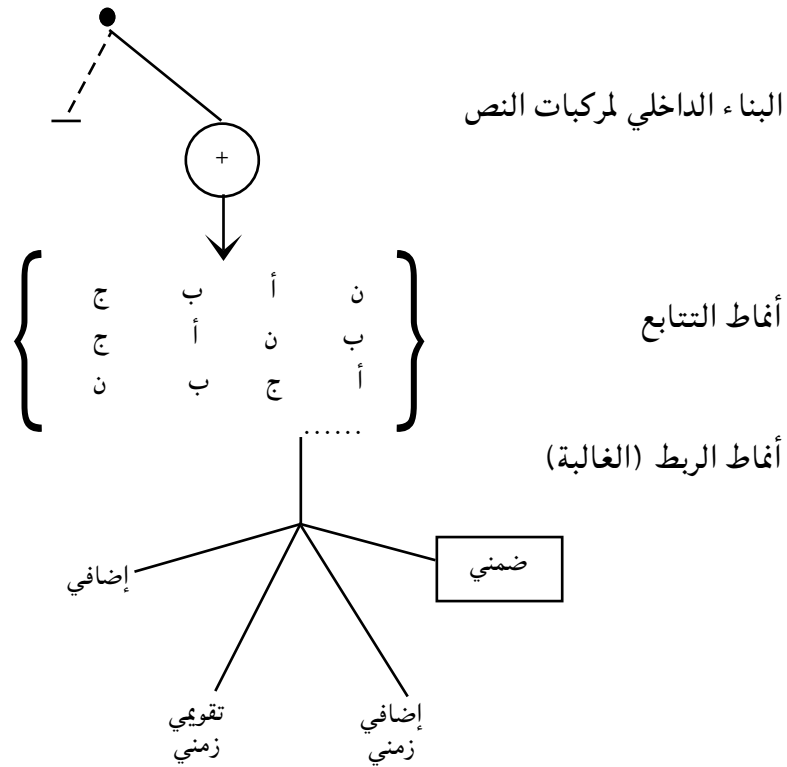 البناء الداخلي لمركبات النص
+
أنماط التتابع
ن أ ب ج
ب ن أ ج
أ ج ب ن
......
أنماط الربط (الغالبة)
ضمني
إضافي
إضافي زمني
تقويمي زمني